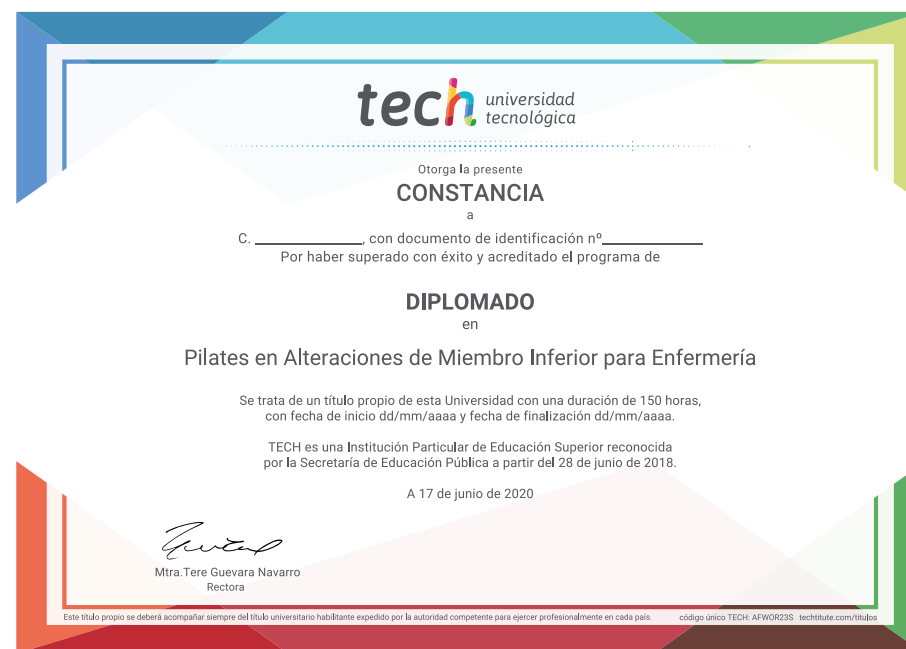 tech universidad
tecnológica
Otorga la presente
CONSTANCIA
a
C. ______________, con documento de identificación nº_____________
Por haber superado con éxito y acreditado el programa de
DIPLOMADO
en
Pilates en Alteraciones de Miembro Inferior para Enfermería
Se trata de un título propio de esta Universidad con una duración de 150 horas,
con fecha de inicio dd/mm/aaaa y fecha de finalización dd/mm/aaaa.
TECH es una Institución Particular de Educación Superior reconocida
por la Secretaría de Educación Pública a partir del 28 de junio de 2018.
A 17 de junio de 2020
Mtra.Tere Guevara Navarro
Rectora
Este título propio se deberá acompañar siempre del título universitario habilitante expedido por la autoridad competente para ejercer profesionalmente en cada país. código único TECH: AFWOR23S techtitute.com/titulos